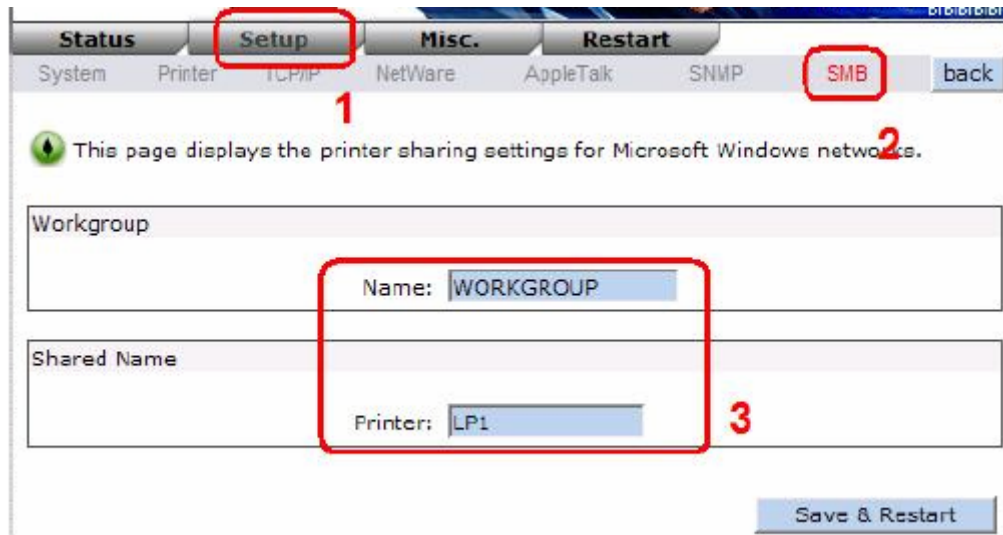 Status Setup Misc. Restart
System Printer TCP/IP NetWare AppleTalk SNMP SMB back
1
2
This page displays the printer sharing settings for Microsoft Windows networks.
Workgroup
Name: WORKGROUP
Shared Name
Printer: LP1
3
Save & Restart